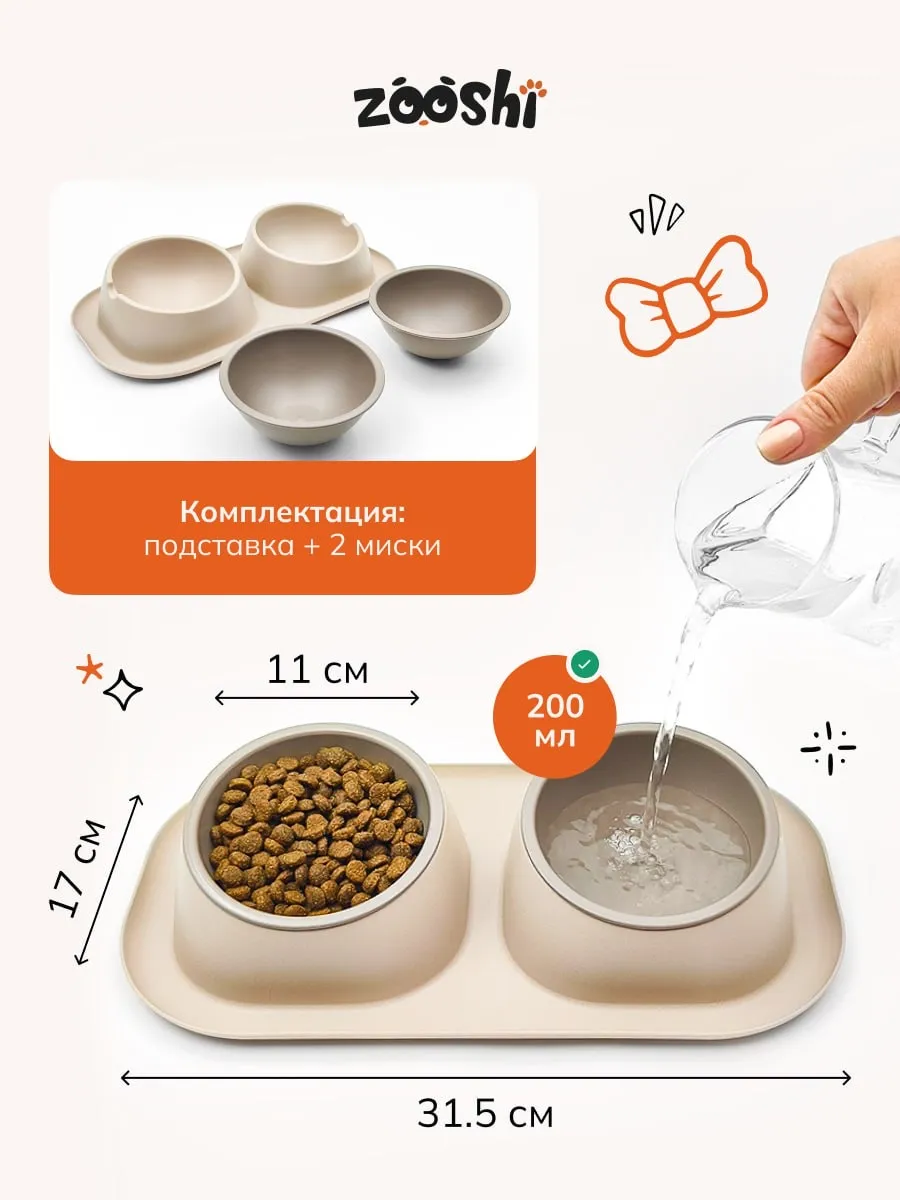 zooshi
Комплектация:
подставка + 2 миски
11 см
200
мл
17 см
31.5 см